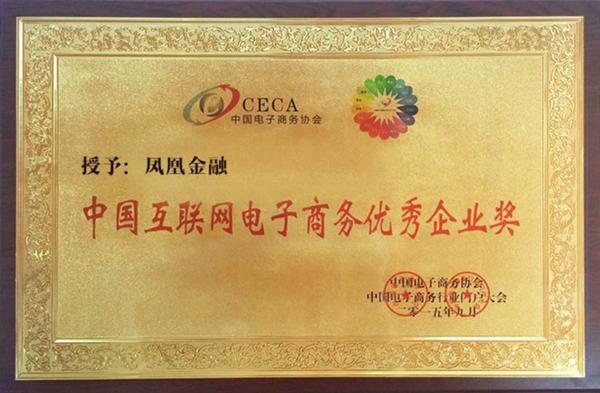 CECA
中国电子商务协会
授予：凤凰金融
中国互联网电子商务优秀企业奖
中国电子商务协会
中国电子商务行业门户大会
二零一五年九月